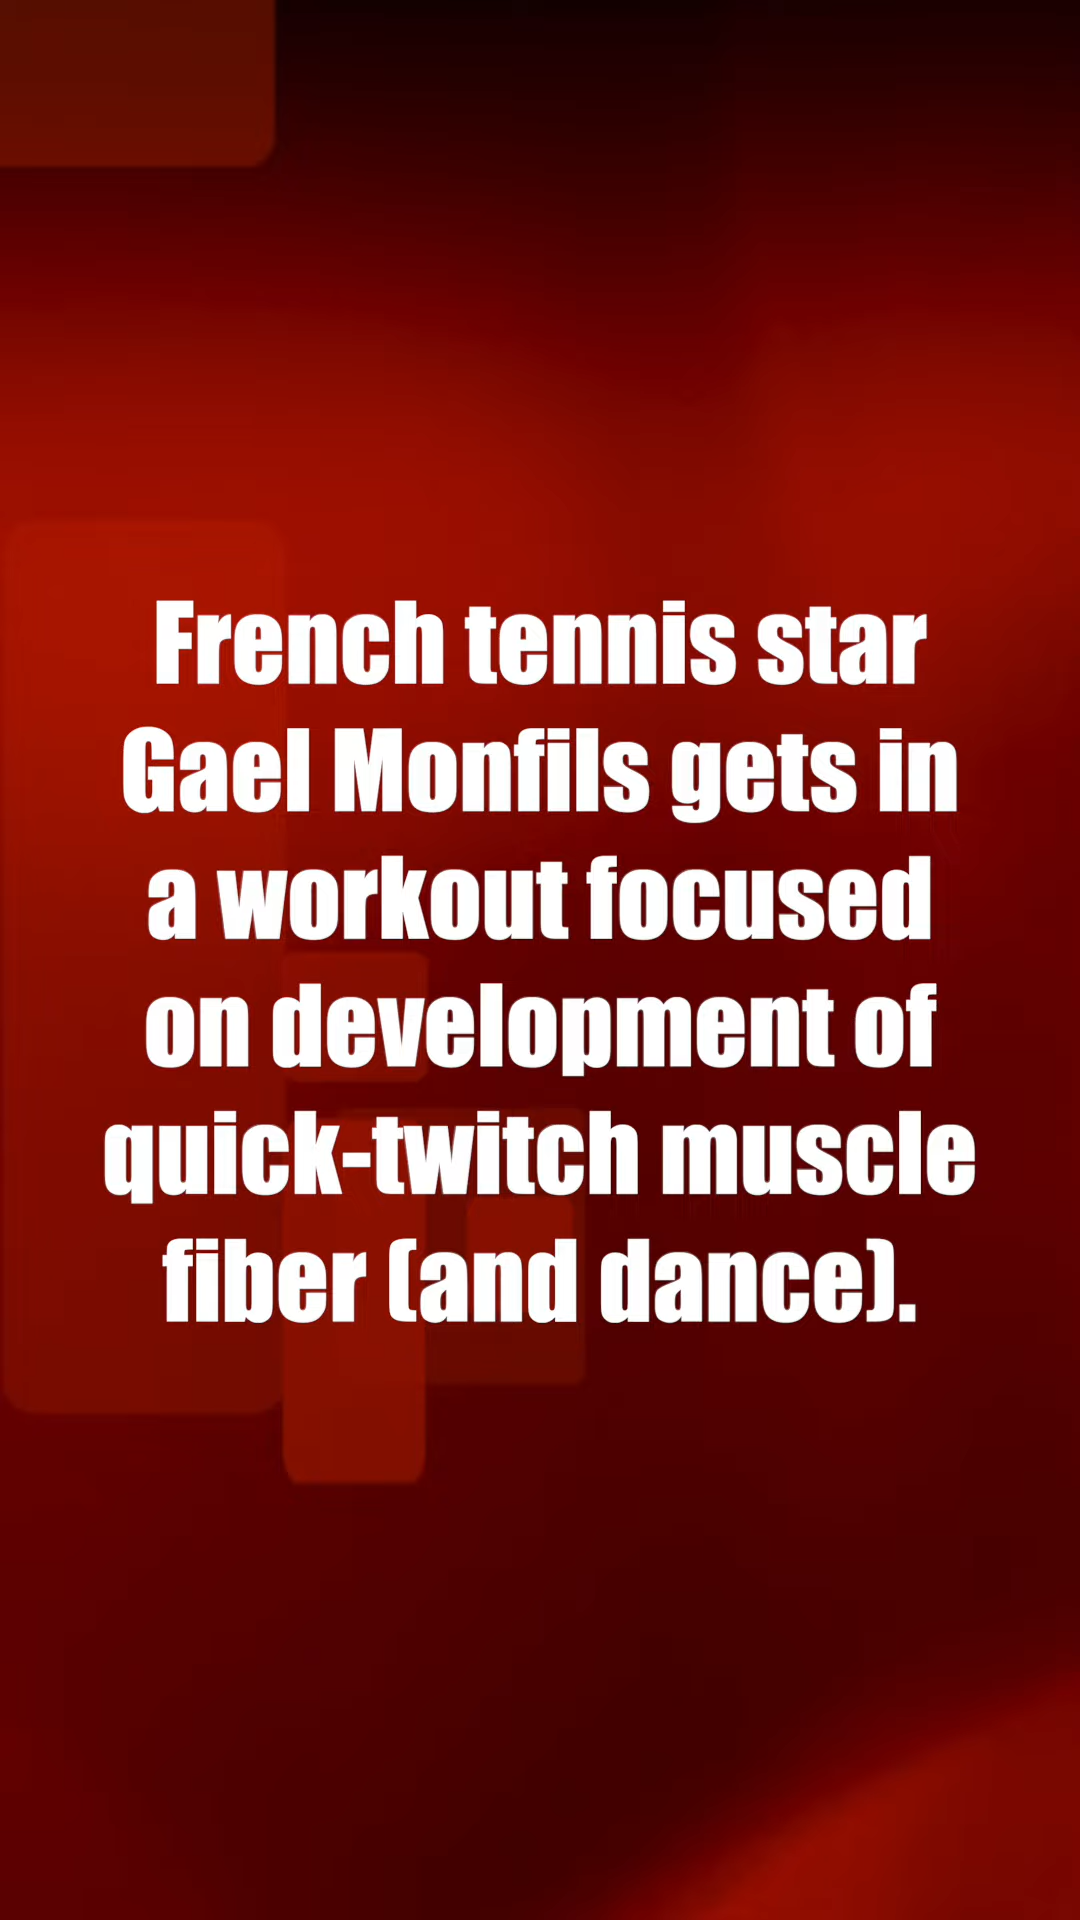 French tennis star
Gael Monfils gets in
a workout focused
on development of
quick-twitch muscle
fiber (and dance).